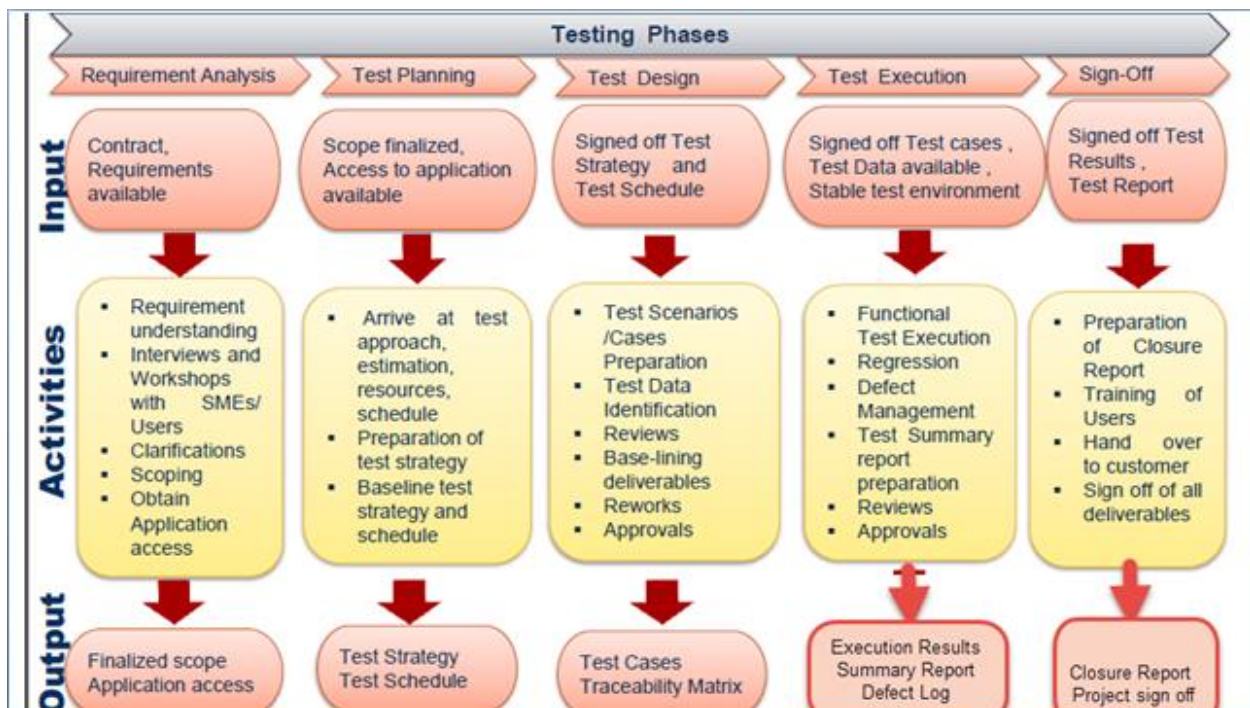 Testing Phases
Requirement Analysis
Test Planning
Test Design
Test Execution
Sign-Off
Input
Contract,
Requirements
available
Scope finalized,
Access to application
available
Signed off Test
Strategy and
Test Schedule
Signed off Test cases ,
Test Data available ,
Stable test environment
Signed off Test
Results ,
Test Report
Activities
▪ Requirement
understanding
▪ Interviews and
Workshops
with SMEs/
Users
▪ Clarifications
▪ Scoping
▪ Obtain
Application
access
▪ Arrive at test
approach,
estimation,
resources,
schedule
▪ Preparation of
test strategy
▪ Baseline test
strategy and
schedule
▪ Test Scenarios
/Cases
Preparation
▪ Test Data
Identification
▪ Reviews
▪ Base-lining
deliverables
▪ Reworks
▪ Approvals
▪ Functional
Test Execution
▪ Regression
▪ Defect
Management
▪ Test Summary
report
preparation
▪ Reviews
▪ Approvals
▪ Preparation
of Closure
Report
▪ Training of
Users
▪ Hand over
to customer
▪ Sign off of all
deliverables
Output
Finalized scope
Application access
Test Strategy
Test Schedule
Test Cases
Traceability Matrix
Execution Results
Summary Report
Defect Log
Closure Report
Project sign off